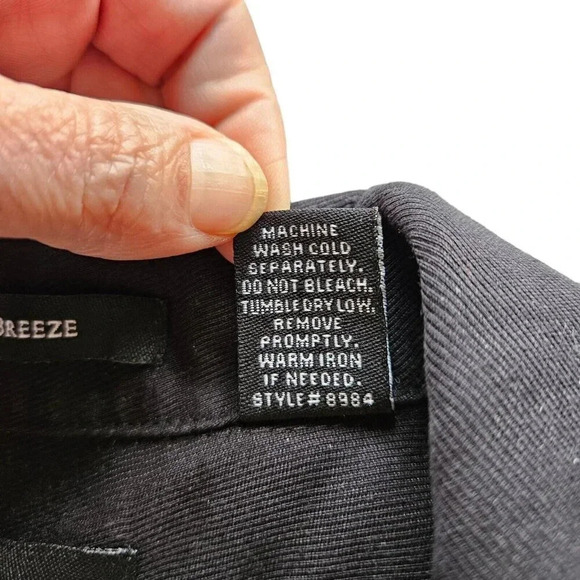 BREEZE
MACHINE
WASH COLD
SEPARATELY.
DO NOT BLEACH.
TUMBLE DRY LOW.
REMOVE
PROMPTLY.
WARM IRON
IF NEEDED.
STYLE# 8984